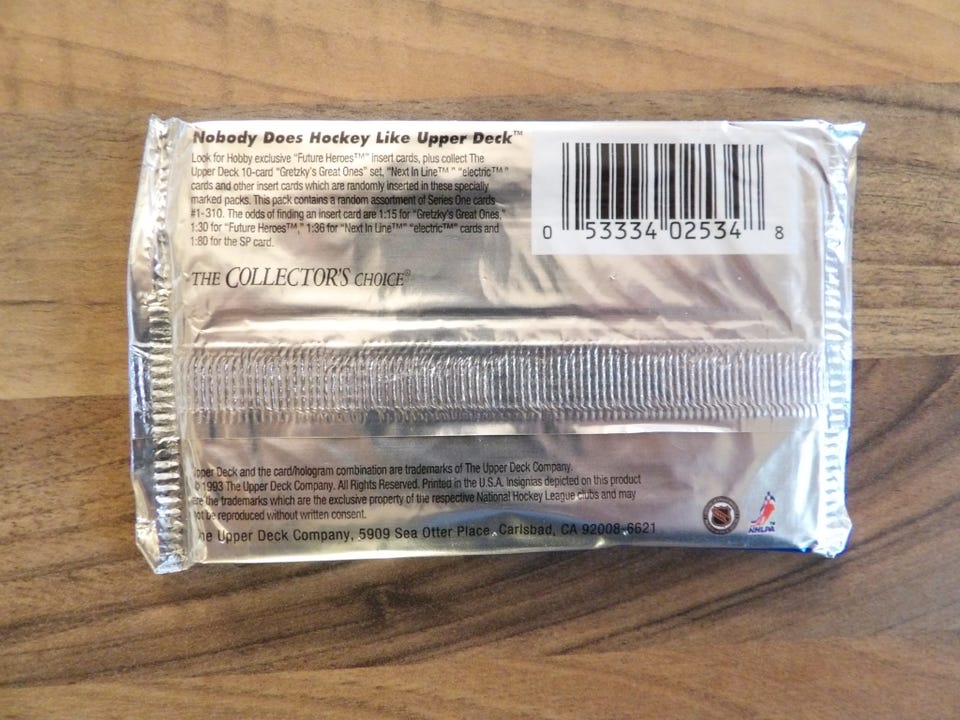 Nobody Does Hockey Like Upper Deck™
Look for Hobby exclusive "Future Heroes™" insert cards, plus collect The
Upper Deck 10-card "Gretzky's Great Ones" set, "Next In Line™" "electric™"
cards and other insert cards which are randomly inserted in these specially
marked packs. This pack contains a random assortment of Series One cards
#1-310. The odds of finding an insert card are 1:15 for "Gretzky's Great Ones,"
1:30 for "Future Heroes™," 1:36 for "Next In Line™" "electric™" cards and
1:80 for the SP card.
0 53334 02534 8
THE COLLECTOR'S CHOICE®
pper Deck and the card/hologram combination are trademarks of The Upper Deck Company.
© 1993 The Upper Deck Company. All Rights Reserved. Printed in the U.S.A. Insignias depicted on this product
are the trademarks which are the exclusive property of the respective National Hockey League clubs and may
ot be reproduced without written consent.
he Upper Deck Company, 5909 Sea Otter Place, Carlsbad, CA 92008-6621
NHLPA